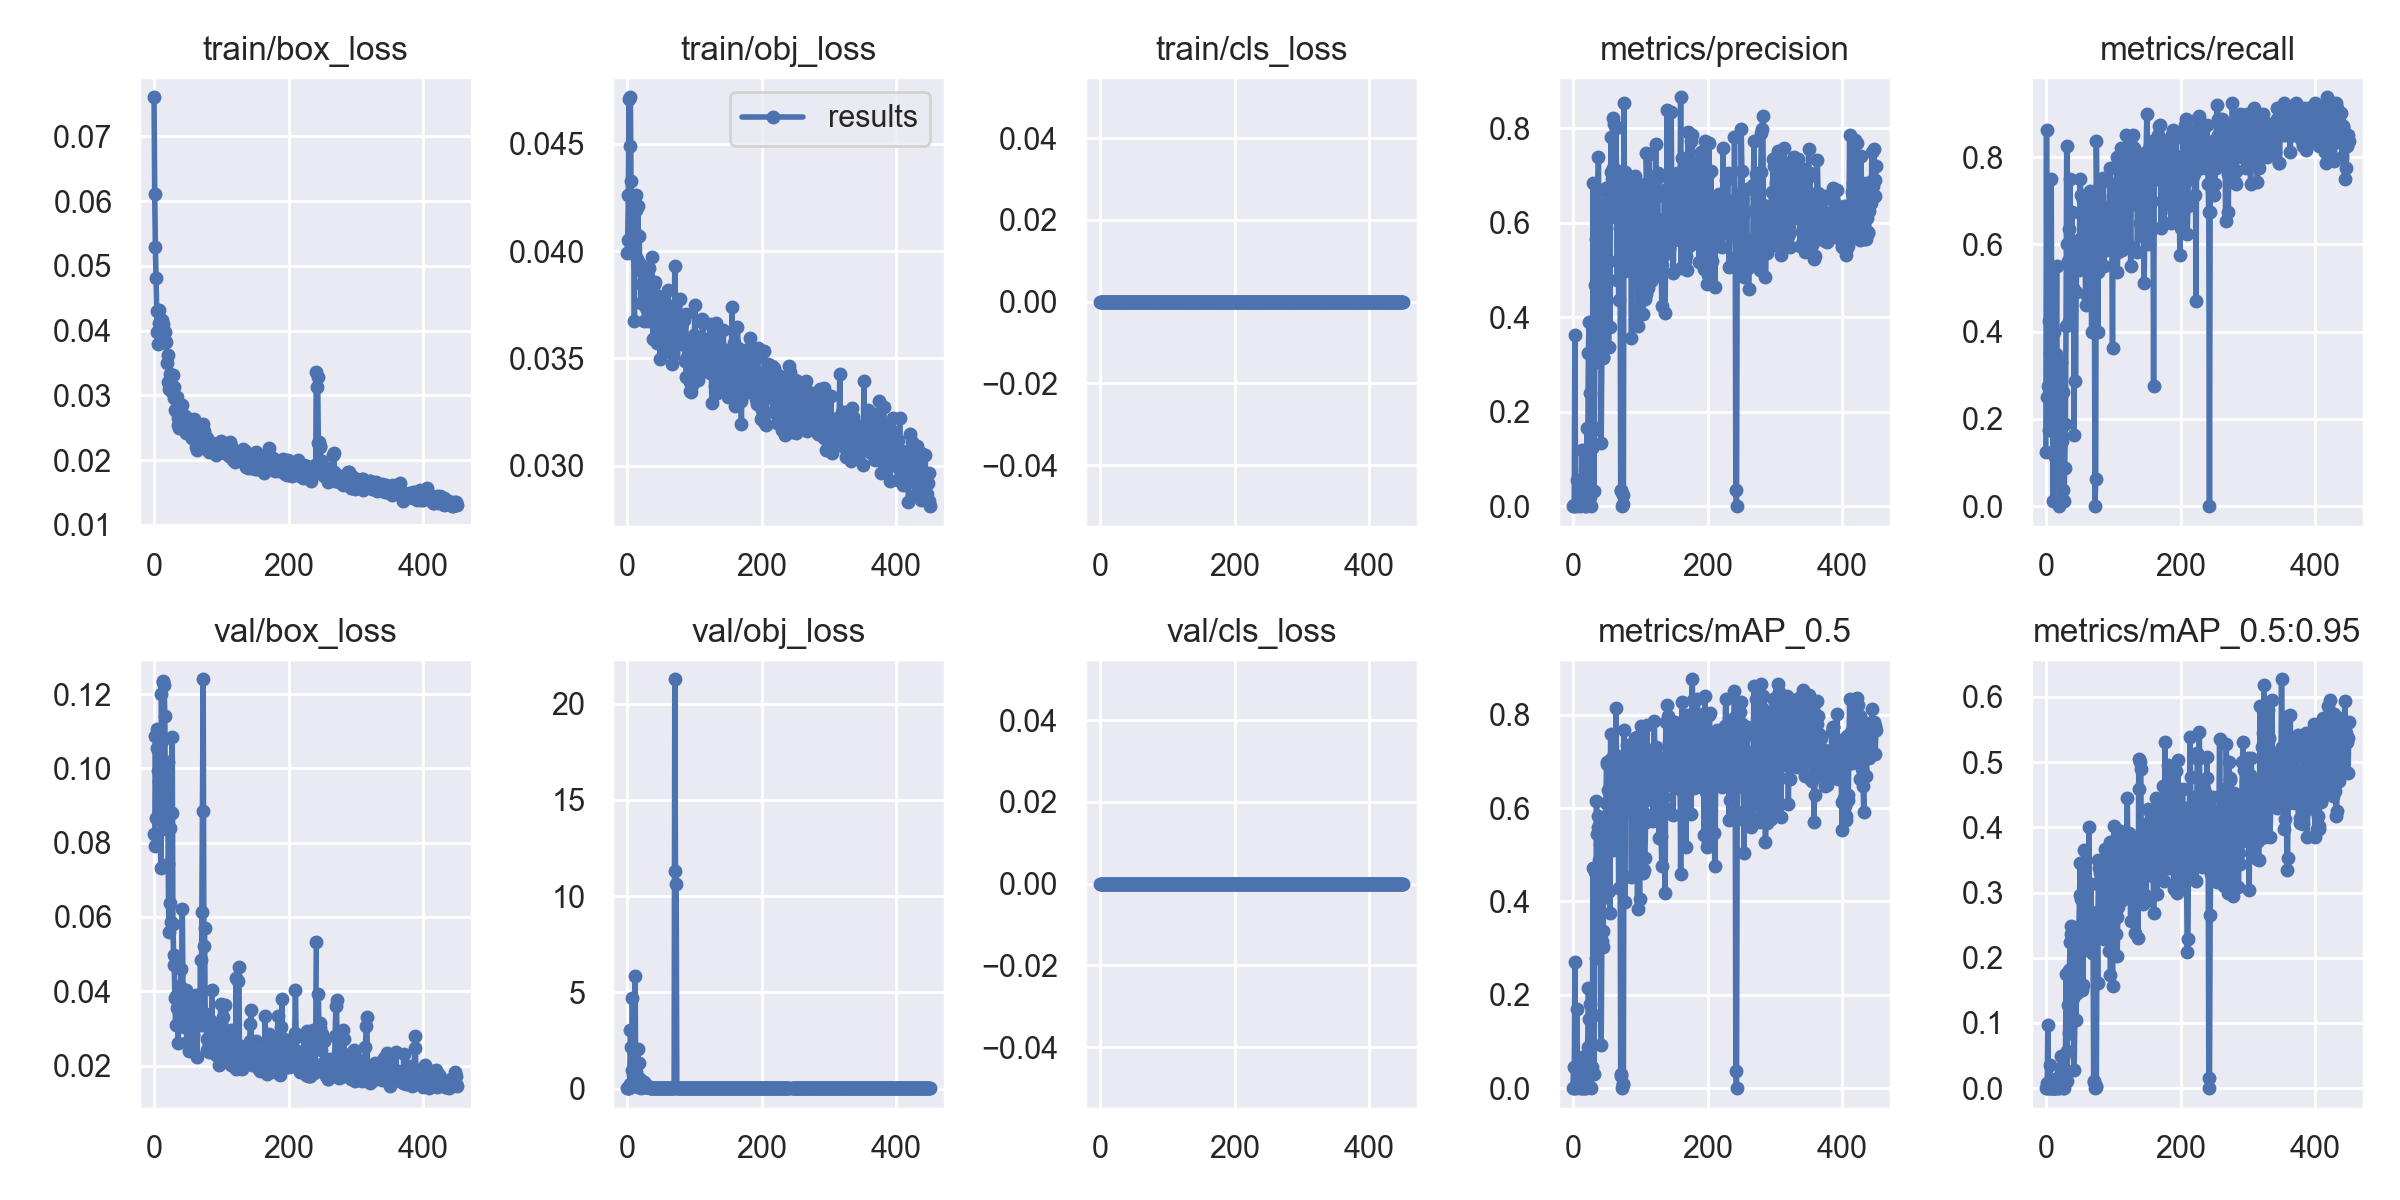 train/box_loss
train/obj_loss
train/cls_loss
metrics/precision
metrics/recall
results
0.07
0.06
0.05
0.04
0.03
0.02
0.01
0 200 400
0.045
0.040
0.035
0.030
0 200 400
0.04
0.02
0.00
−0.02
−0.04
0 200 400
0.8
0.6
0.4
0.2
0.0
0 200 400
0.8
0.6
0.4
0.2
0.0
0 200 400
val/box_loss
val/obj_loss
val/cls_loss
metrics/mAP_0.5
metrics/mAP_0.5:0.95
0.12
0.10
0.08
0.06
0.04
0.02
0 200 400
20
15
10
5
0
0 200 400
0.04
0.02
0.00
−0.02
−0.04
0 200 400
0.8
0.6
0.4
0.2
0.0
0 200 400
0.6
0.5
0.4
0.3
0.2
0.1
0.0
0 200 400